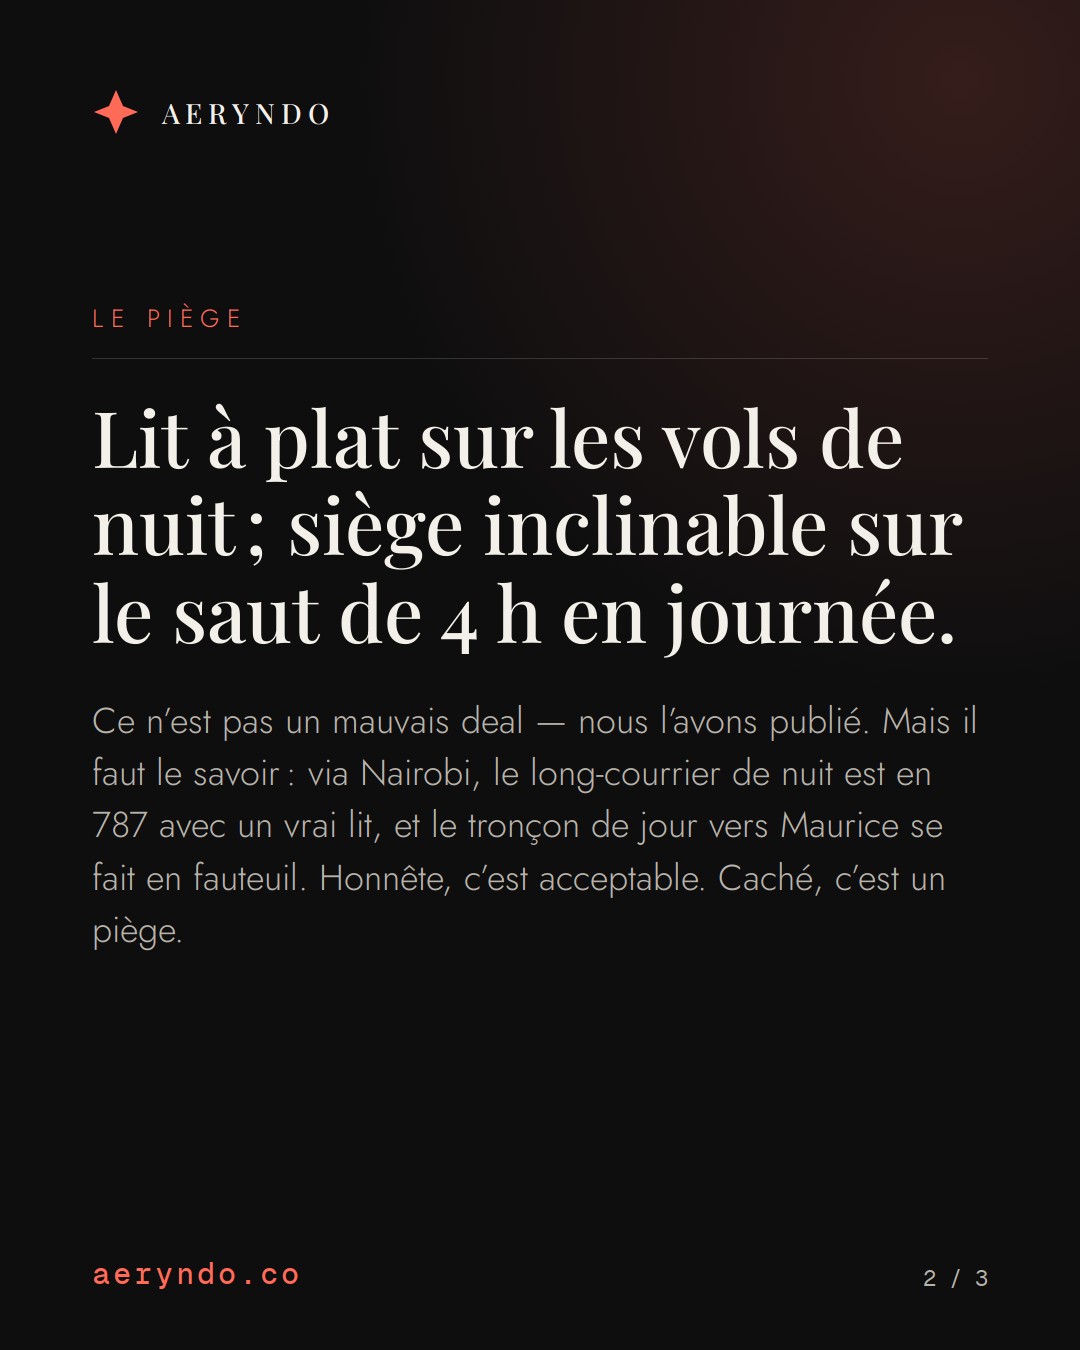 AERYNDO
LE PIÈGE
Lit à plat sur les vols de
nuit ; siège inclinable sur
le saut de 4 h en journée.
Ce n’est pas un mauvais deal — nous l’avons publié. Mais il
faut le savoir : via Nairobi, le long-courrier de nuit est en
787 avec un vrai lit, et le tronçon de jour vers Maurice se
fait en fauteuil. Honnête, c’est acceptable. Caché, c’est un
piège.
aeryndo.co
2 / 3